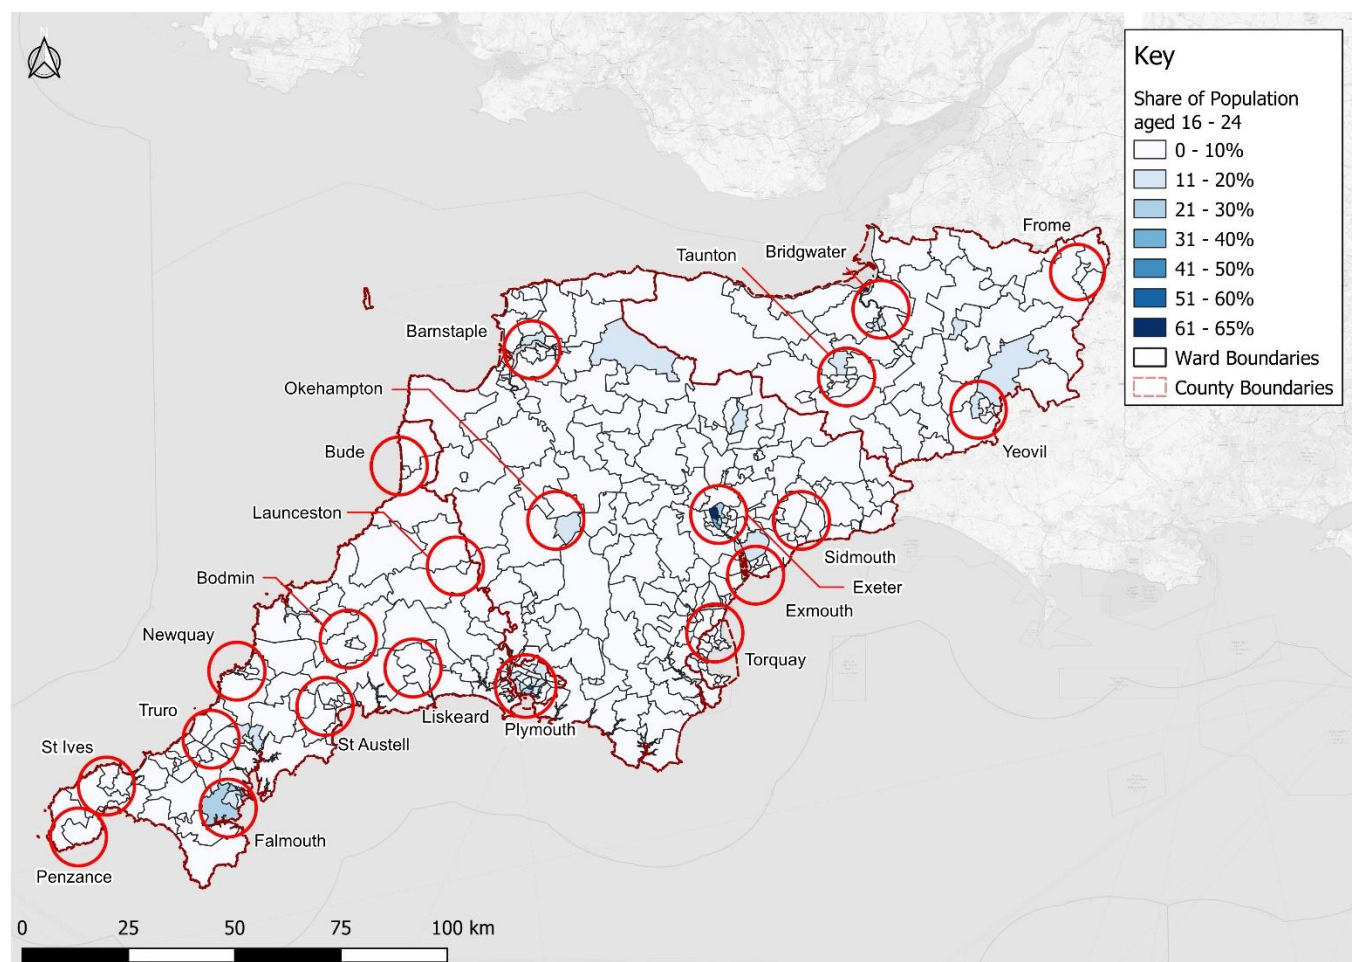 N
Key
Share of Population
aged 16 - 24
0 - 10%
11 - 20%
21 - 30%
31 - 40%
41 - 50%
51 - 60%
61 - 65%
Ward Boundaries
County Boundaries
Frome
Bridgwater
Taunton
Barnstaple
Okehampton
Bude
Yeovil
Launceston
Sidmouth
Bodmin
Exeter
Exmouth
Newquay
Torquay
Truro
Liskeard
Plymouth
St Austell
St Ives
Falmouth
Penzance
0 25 50 75 100 km